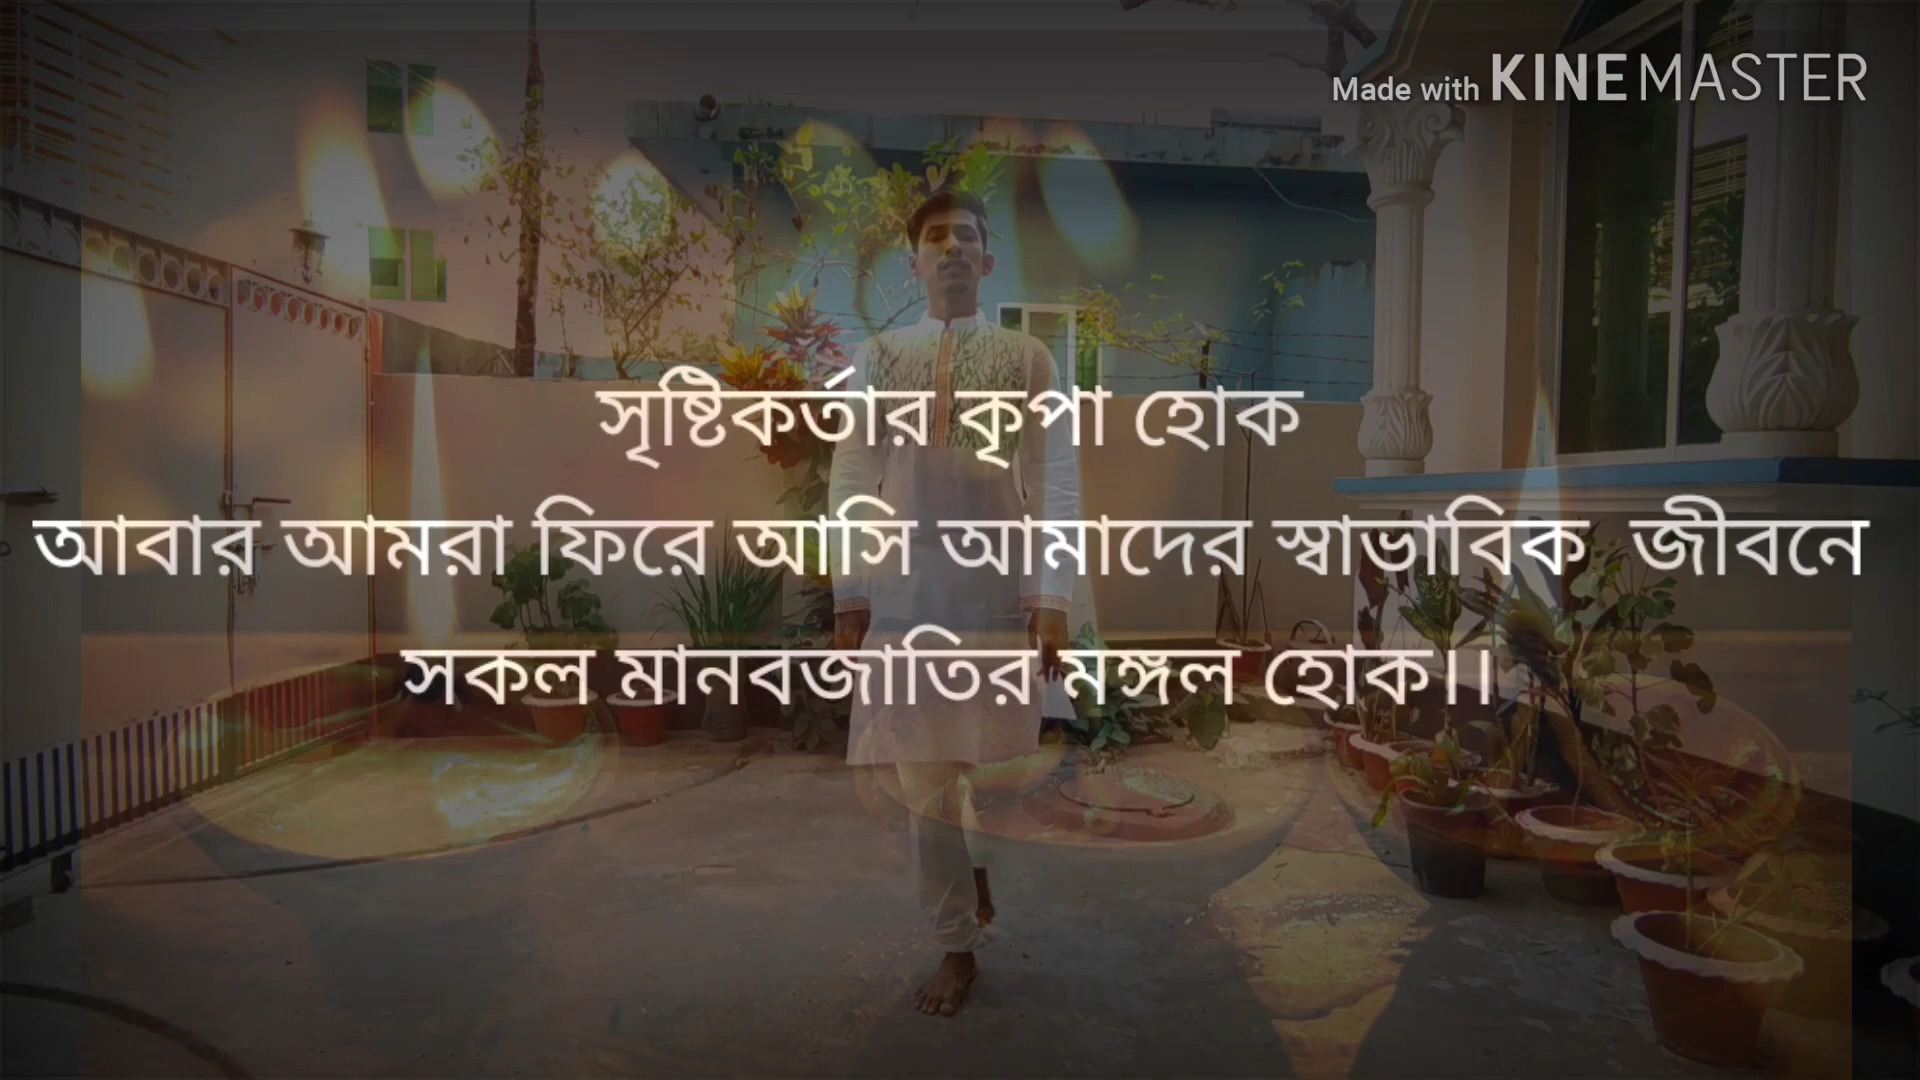 Made with KINEMASTER
সৃষ্টিকর্তার কৃপা হোক
আবার আমরা ফিরে আসি আমাদের স্বাভাবিক জীবনে
সকল মানবজাতির মঙ্গল হোক।।